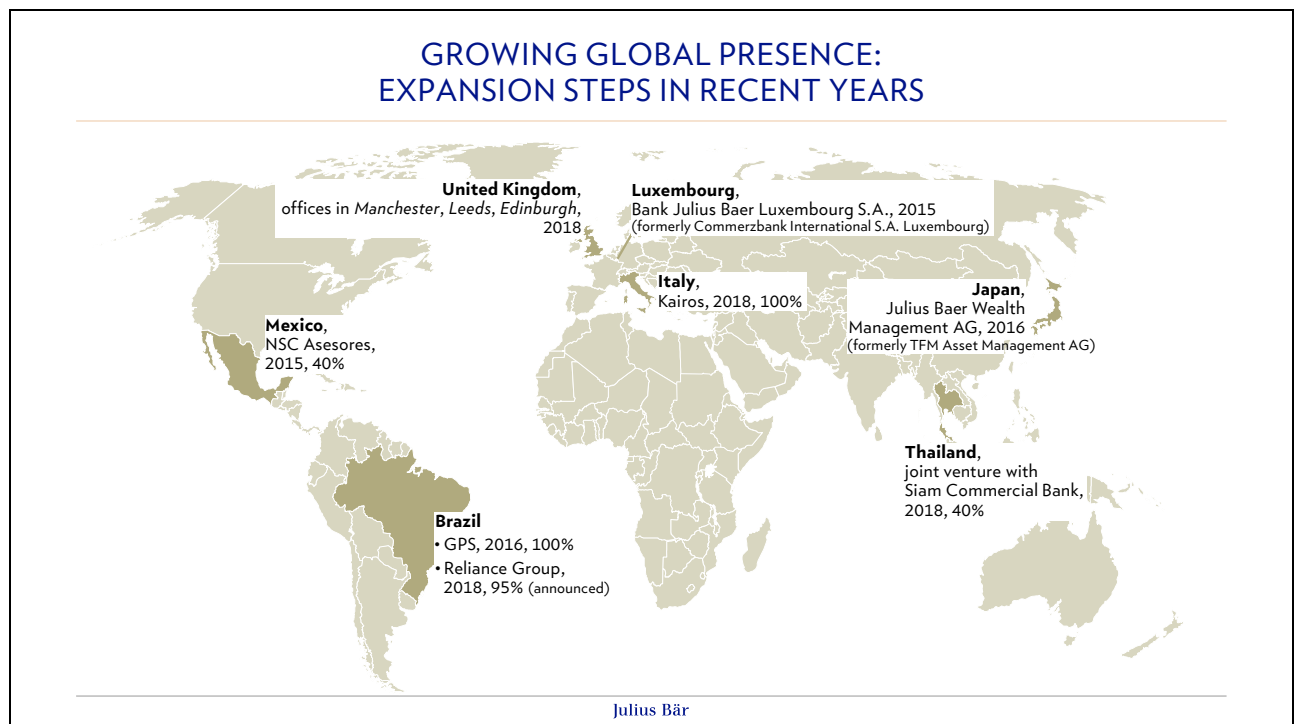 GROWING GLOBAL PRESENCE:
EXPANSION STEPS IN RECENT YEARS
United Kingdom,
offices in Manchester, Leeds, Edinburgh,
2018
Luxembourg,
Bank Julius Baer Luxembourg S.A., 2015
(formerly Commerzbank International S.A. Luxembourg)
Italy,
Kairos, 2018, 100%
Japan,
Julius Baer Wealth
Management AG, 2016
(formerly TFM Asset Management AG)
Mexico,
NSC Asesores,
2015, 40%
Thailand,
joint venture with
Siam Commercial Bank,
2018, 40%
Brazil
• GPS, 2016, 100%
• Reliance Group,
2018, 95% (announced)
Julius Bär